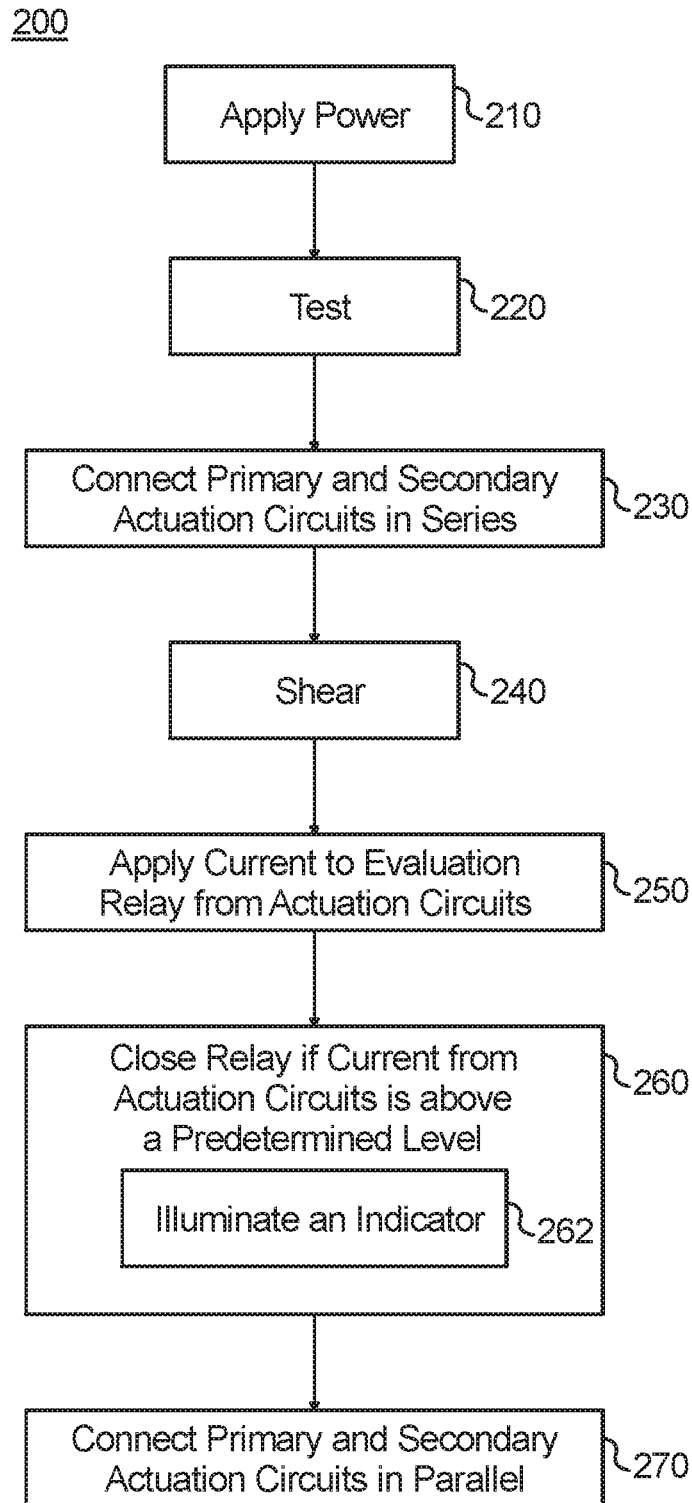 200
Apply Power
210
Test
220
Connect Primary and Secondary
Actuation Circuits in Series
230
Shear
240
Apply Current to Evaluation
Relay from Actuation Circuits
250
Close Relay if Current from
Actuation Circuits is above
a Predetermined Level
260
Illuminate an Indicator
262
Connect Primary and Secondary
Actuation Circuits in Parallel
270